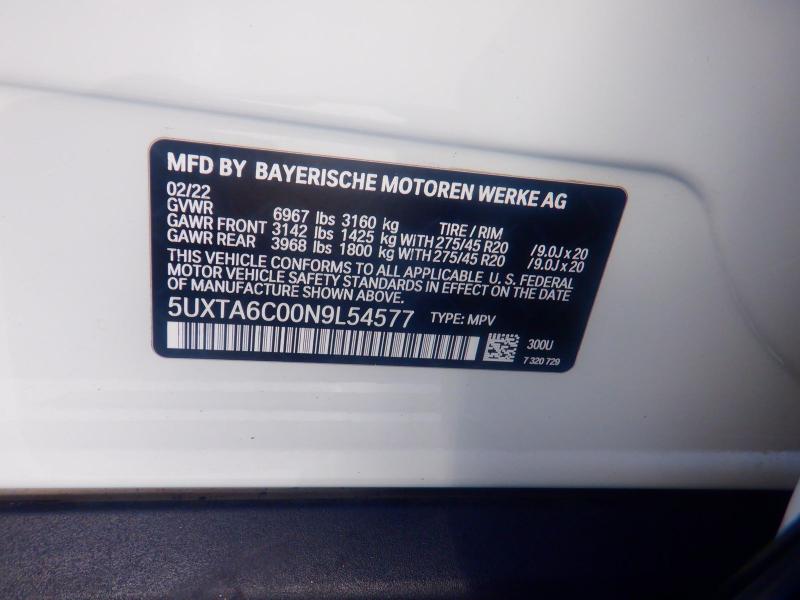 MFD BY BAYERISCHE MOTOREN WERKE AG
02/22
GVWR 6967 lbs 3160 kg TIRE / RIM
GAWR FRONT 3142 lbs 1425 kg WITH 275/45 R20 /9.0J x 20
GAWR REAR 3968 lbs 1800 kg WITH 275/45 R20 /9.0J x 20
THIS VEHICLE CONFORMS TO ALL APPLICABLE U. S. FEDERAL
MOTOR VEHICLE SAFETY STANDARDS IN EFFECT ON THE DATE
OF MANUFACTURE SHOWN ABOVE.
5UXTA6C00N9L54577 TYPE: MPV
300U
7 320 729